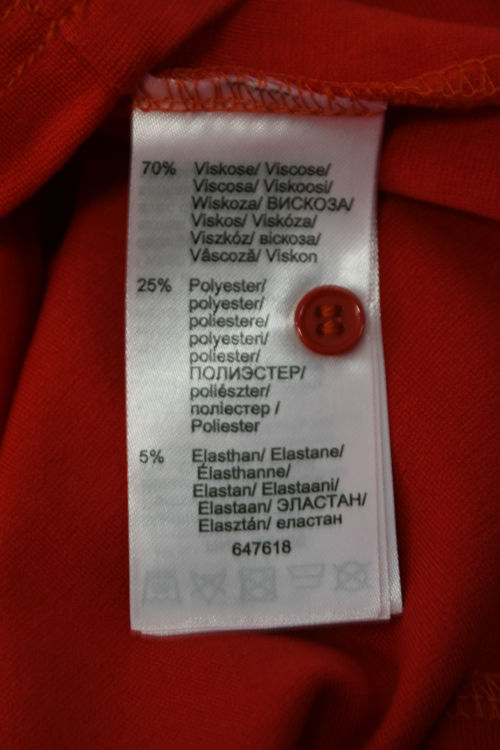 70% Viskose/ Viscose/
Viscosa/ Viskoosi/
Wiskoza/ ВИСКОЗА/
Viskos/ Viskóza/
Viszkóz/ віскоза/
Vâscoză/ Viskon
25% Polyester/
polyester/
poliestere/
polyesteri/
poliester/
ПОЛИЭСТЕР/
poliészter/
поліестер /
Poliester
5% Elasthan/ Elastane/
Élasthanne/
Elastan/ Elastaani/
Elastaan/ ЭЛАСТАН/
Elasztán/ еластан
647618